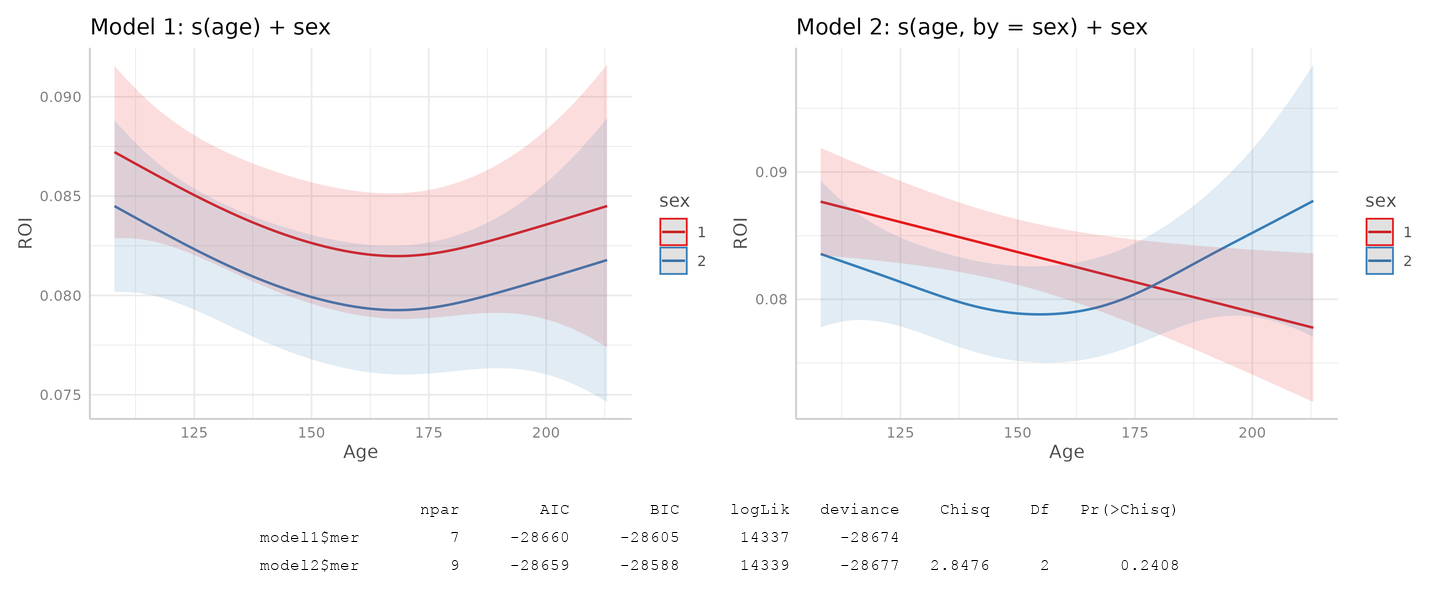 Model 1: s(age) + sex
0.090
0.085
0.080
0.075
ROI
125 150 175 200
Age
sex
1
2
Model 2: s(age, by = sex) + sex
0.09
0.08
ROI
125 150 175 200
Age
sex
1
2
npar AIC BIC logLik deviance Chisq Df Pr(>Chisq)
model1$mer 7 -28660 -28605 14337 -28674
model2$mer 9 -28659 -28588 14339 -28677 2.8476 2 0.2408